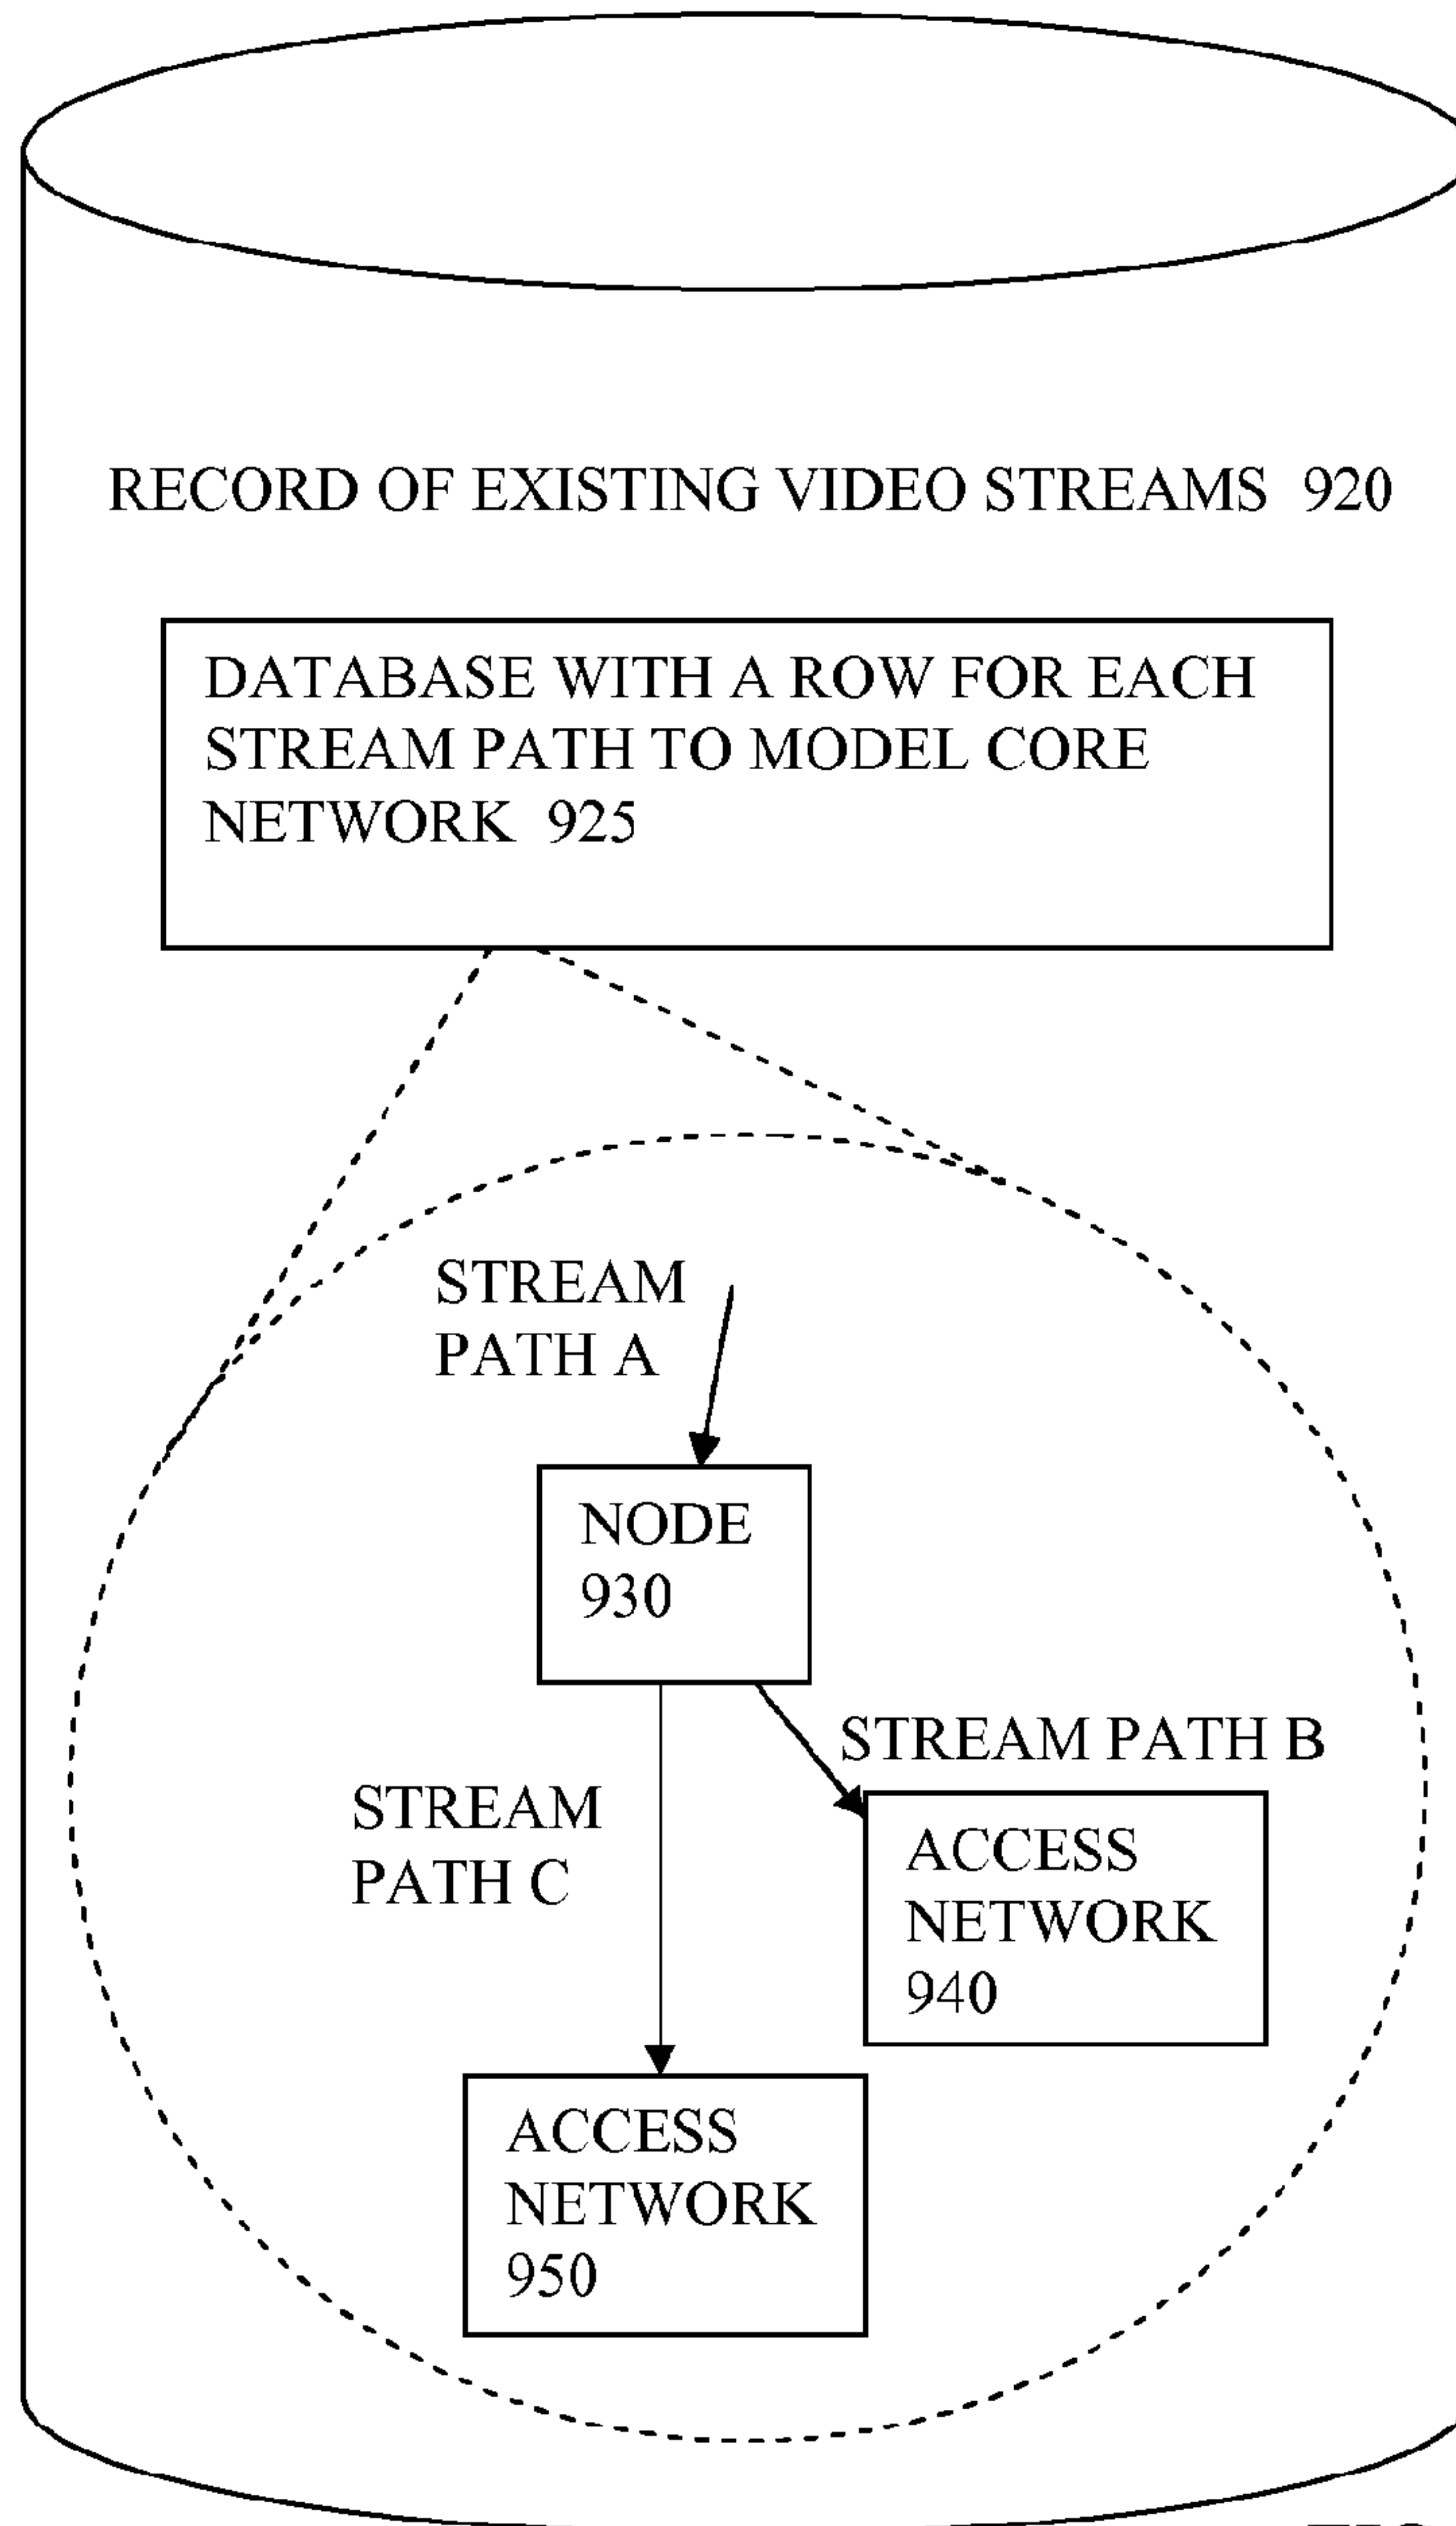 RECORD OF EXISTING VIDEO STREAMS 920
DATABASE WITH A ROW FOR EACH
STREAM PATH TO MODEL CORE
NETWORK 925
STREAM
PATH A
NODE
930
STREAM PATH B
STREAM
PATH C
ACCESS
NETWORK
940
ACCESS
NETWORK
950